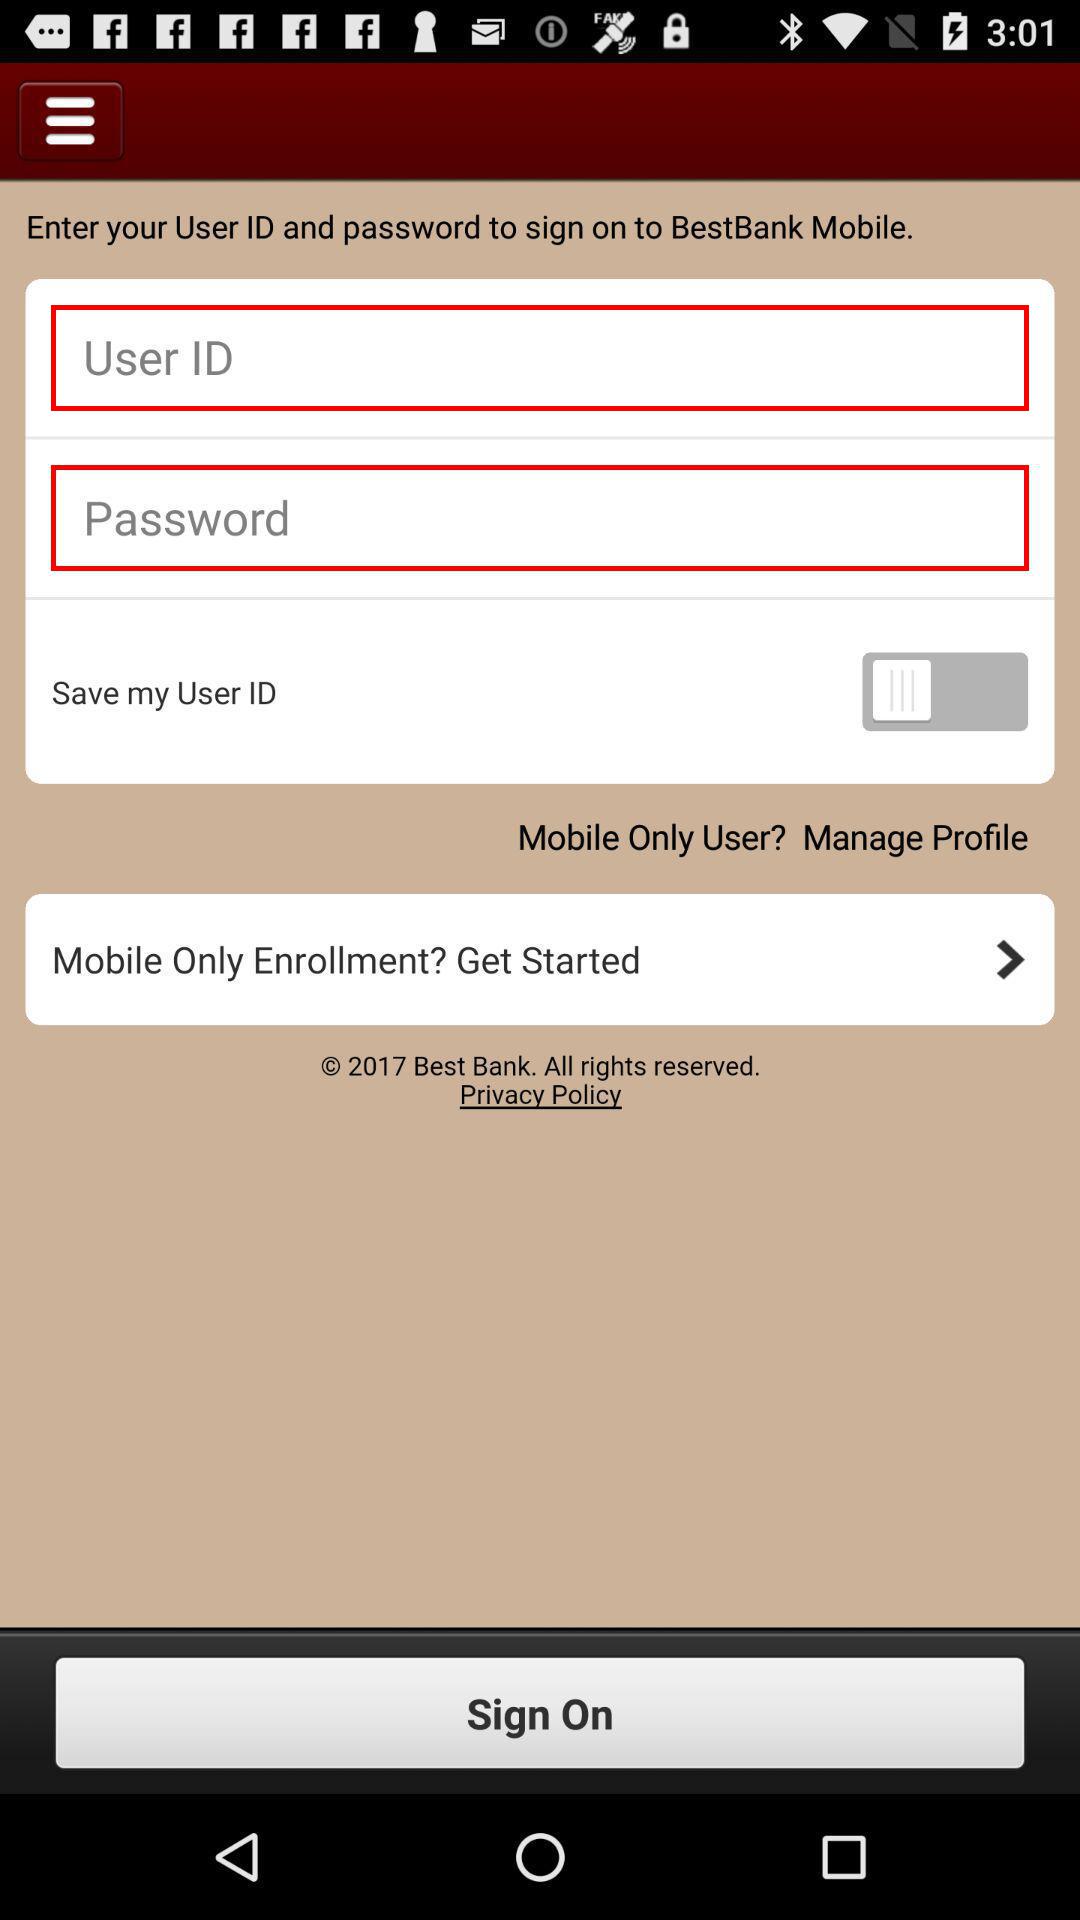 FAKE
3:01
Enter your User ID and password to sign on to BestBank Mobile.
User ID
Password
Save my User ID
Mobile Only User?  Manage Profile
Mobile Only Enrollment? Get Started
© 2017 Best Bank. All rights reserved.
Privacy Policy
Sign On